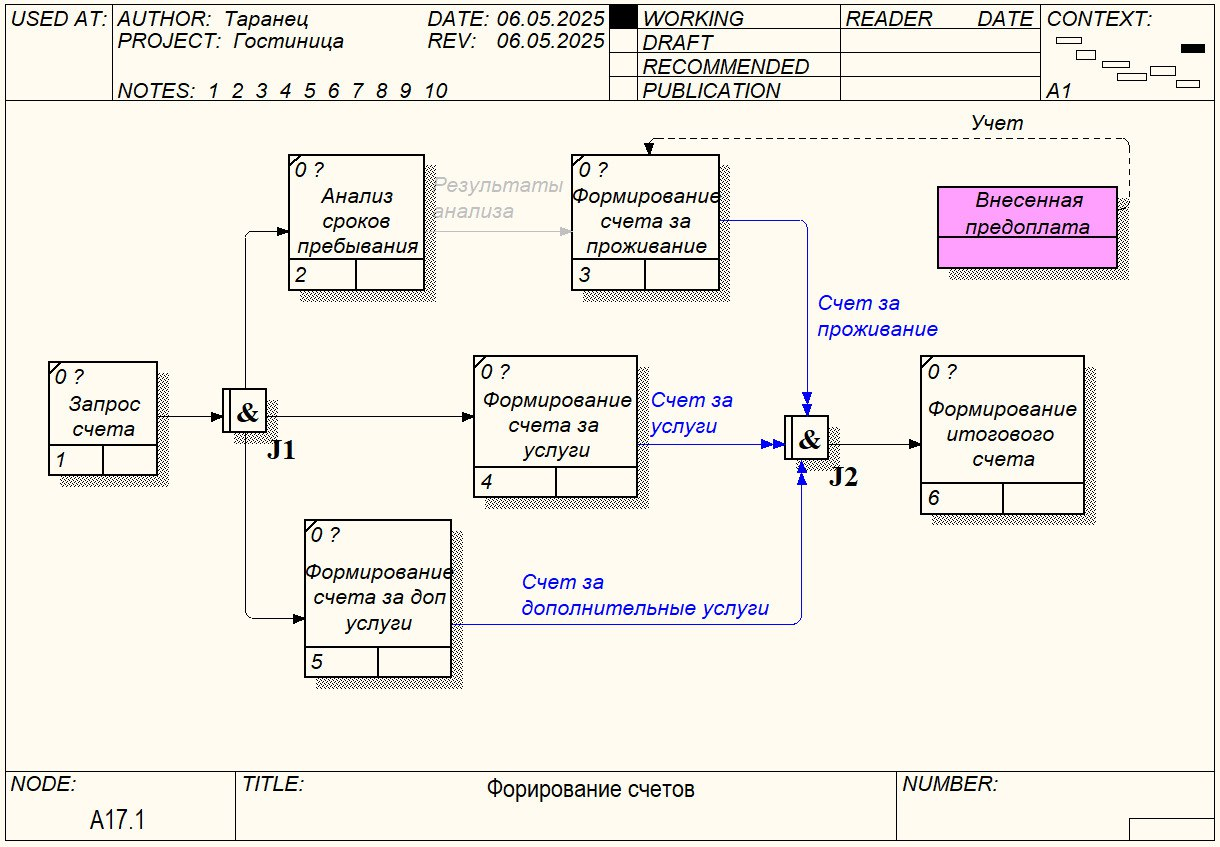 USED AT:
AUTHOR: Таранец
DATE: 06.05.2025
WORKING
READER DATE
CONTEXT:
PROJECT: Гостиница
REV: 06.05.2025
DRAFT
RECOMMENDED
NOTES: 1 2 3 4 5 6 7 8 9 10
PUBLICATION
A1
Учет
0 ?
Анализ
сроков
пребывания
2
Результаты
анализа
0 ?
Формирование
счета за
проживание
3
Внесенная
предоплата
Счет за
проживание
0 ?
Запрос
счета
1
&
J1
0 ?
Формирование
счета за
услуги
4
Счет за
услуги
&
J2
0 ?
Формирование
итогового
счета
6
0 ?
Формирование
счета за доп
услуги
5
Счет за
дополнительные услуги
NODE:
A17.1
TITLE:
Форирование счетов
NUMBER: